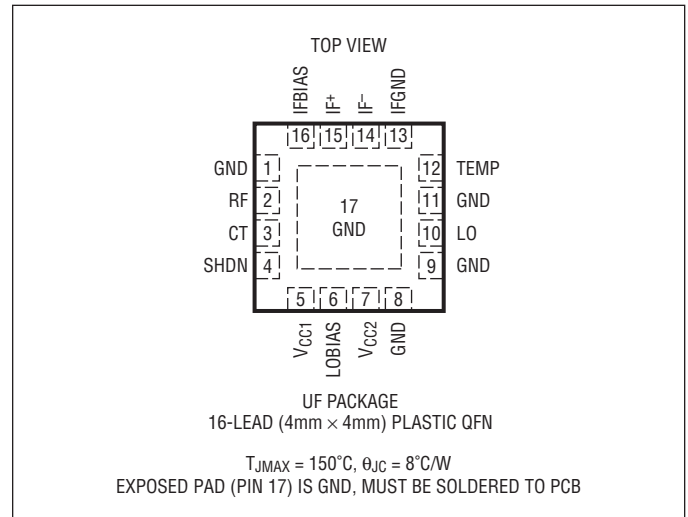 TOP VIEW
IFBIAS
IF+
IF–
IFGND
16 15 14 13
GND 1
RF 2
CT 3
SHDN 4
17
GND
12 TEMP
11 GND
10 LO
9 GND
5 6 7 8
VCC1
LOBIAS
VCC2
GND
UF PACKAGE
16-LEAD (4mm × 4mm) PLASTIC QFN
TJMAX = 150°C, θJC = 8°C/W
EXPOSED PAD (PIN 17) IS GND, MUST BE SOLDERED TO PCB